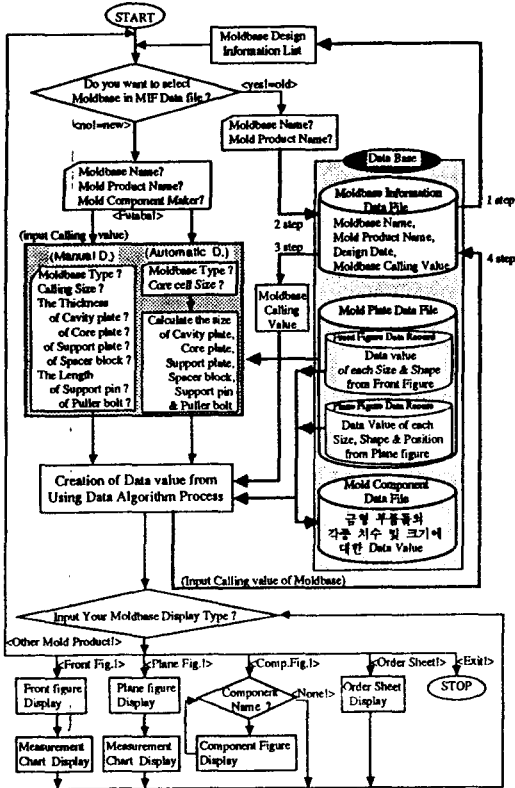 START
Moldbase Design
Information List
Do you want to select
Moldbase in MIF Data file ?
<yes!=old>
<no!=new>
Moldbase Name?
Mold Product Name?
Moldbase Name?
Mold Product Name?
Mold Component Maker?
<Futaba!>
(input Calling value)
(Manual D.)
Moldbase Type ?
Calling Size ?
The Thickness
of Cavity plate ?
of Core plate ?
of Support plate ?
of Spacer block ?
The Length
of Support pin ?
of Puller bolt ?
(Automatic D.)
Moldbase Type ?
Core cell Size ?
Calculate the size
of Cavity plate,
Core plate,
Support plate,
Spacer block,
Support pin
& Puller bolt
2 step
3 step
Moldbase
Calling
Value
Data Base
Moldbase Information
Data File
Moldbase Name,
Mold Product Name,
Design Date,
Moldbase Calling Value
1 step
4 step
Mold Plate Data File
Front Figure Data Record
Data value
of each Size & Shape
from Front Figure
Plane Figure Data Record
Data Value of each
Size, Shape & Position
from Plane figure
Mold Component
Data File
금형 부품들의
각종 치수 및 크기에
대한 Data Value
Creation of Data value from
Using Data Algorithm Process
(Input Calling value of Moldbase)
Input Your Moldbase Display Type ?
<Other Mold Product!>
<Front Fig.!>
<Plane Fig.!>
<Comp.Fig.!>
<Order Sheet!>
<Exit!>
Front figure
Display
Plane figure
Display
Component
Name ?
<None!>
Order Sheet
Display
STOP
Measurement
Chart Display
Measurement
Chart Display
Component Figure
Display